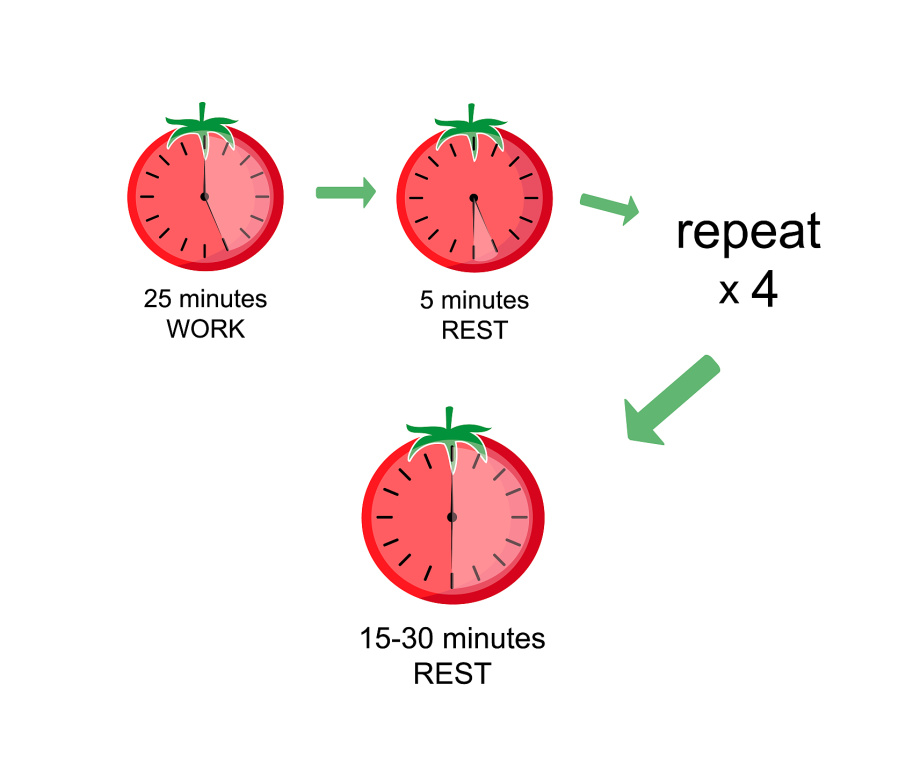 25 minutes
WORK
5 minutes
REST
repeat
x 4
15-30 minutes
REST